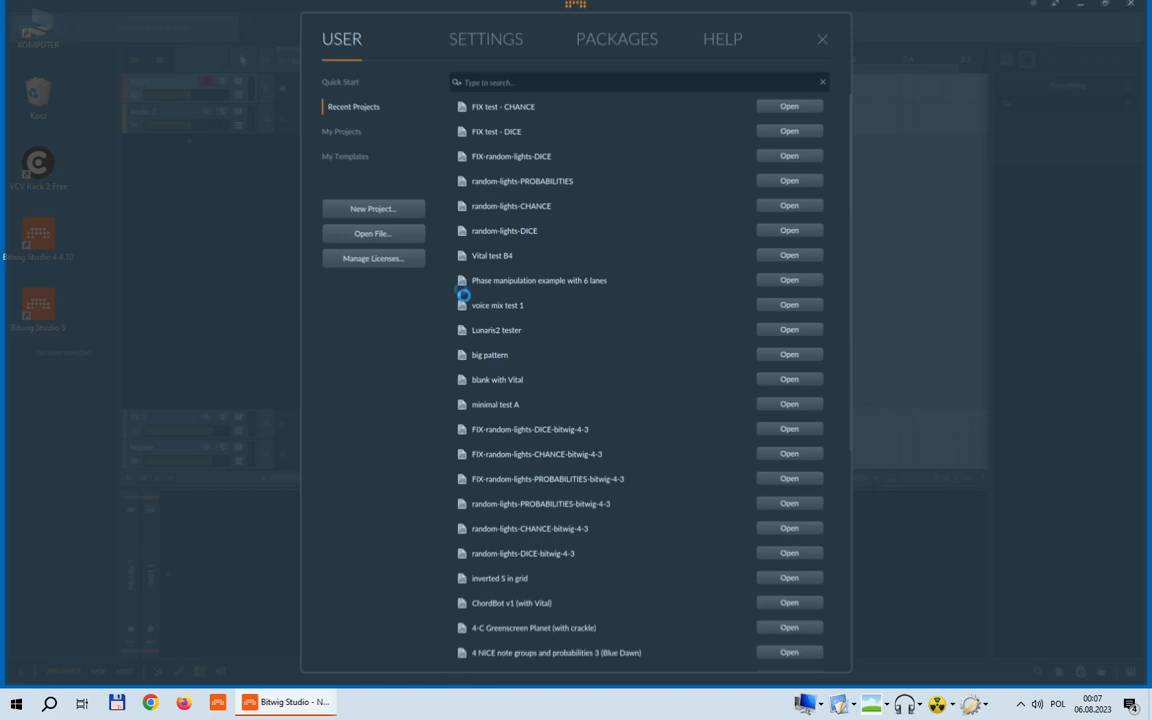 USER SETTINGS PACKAGES HELP
Quick Start
Recent Projects
My Projects
My Templates
New Project...
Open File...
Manage Licenses...
Type to search...
FIX test - CHANCE Open
FIX test - DICE Open
FIX-random-lights-DICE Open
random-lights-PROBABILITIES Open
random-lights-CHANCE Open
random-lights-DICE Open
Vital test B4 Open
Phase manipulation example with 6 lanes Open
voice mix test 1 Open
Lunaris2 tester Open
big pattern Open
blank with Vital Open
minimal test A Open
FIX-random-lights-DICE-bitwig-4-3 Open
FIX-random-lights-CHANCE-bitwig-4-3 Open
FIX-random-lights-PROBABILITIES-bitwig-4-3 Open
random-lights-PROBABILITIES-bitwig-4-3 Open
random-lights-CHANCE-bitwig-4-3 Open
random-lights-DICE-bitwig-4-3 Open
inverted S in grid Open
ChordBot v1 (with Vital) Open
4-C Greenscreen Planet (with crackle) Open
4 NICE note groups and probabilities 3 (Blue Dawn) Open
KOMPUTER
Kosz
VCV Rack 2 Free
Bitwig Studio 4.4.10
Bitwig Studio 5
Bitwig Studio - N...
POL
00:07
06.08.2023
4